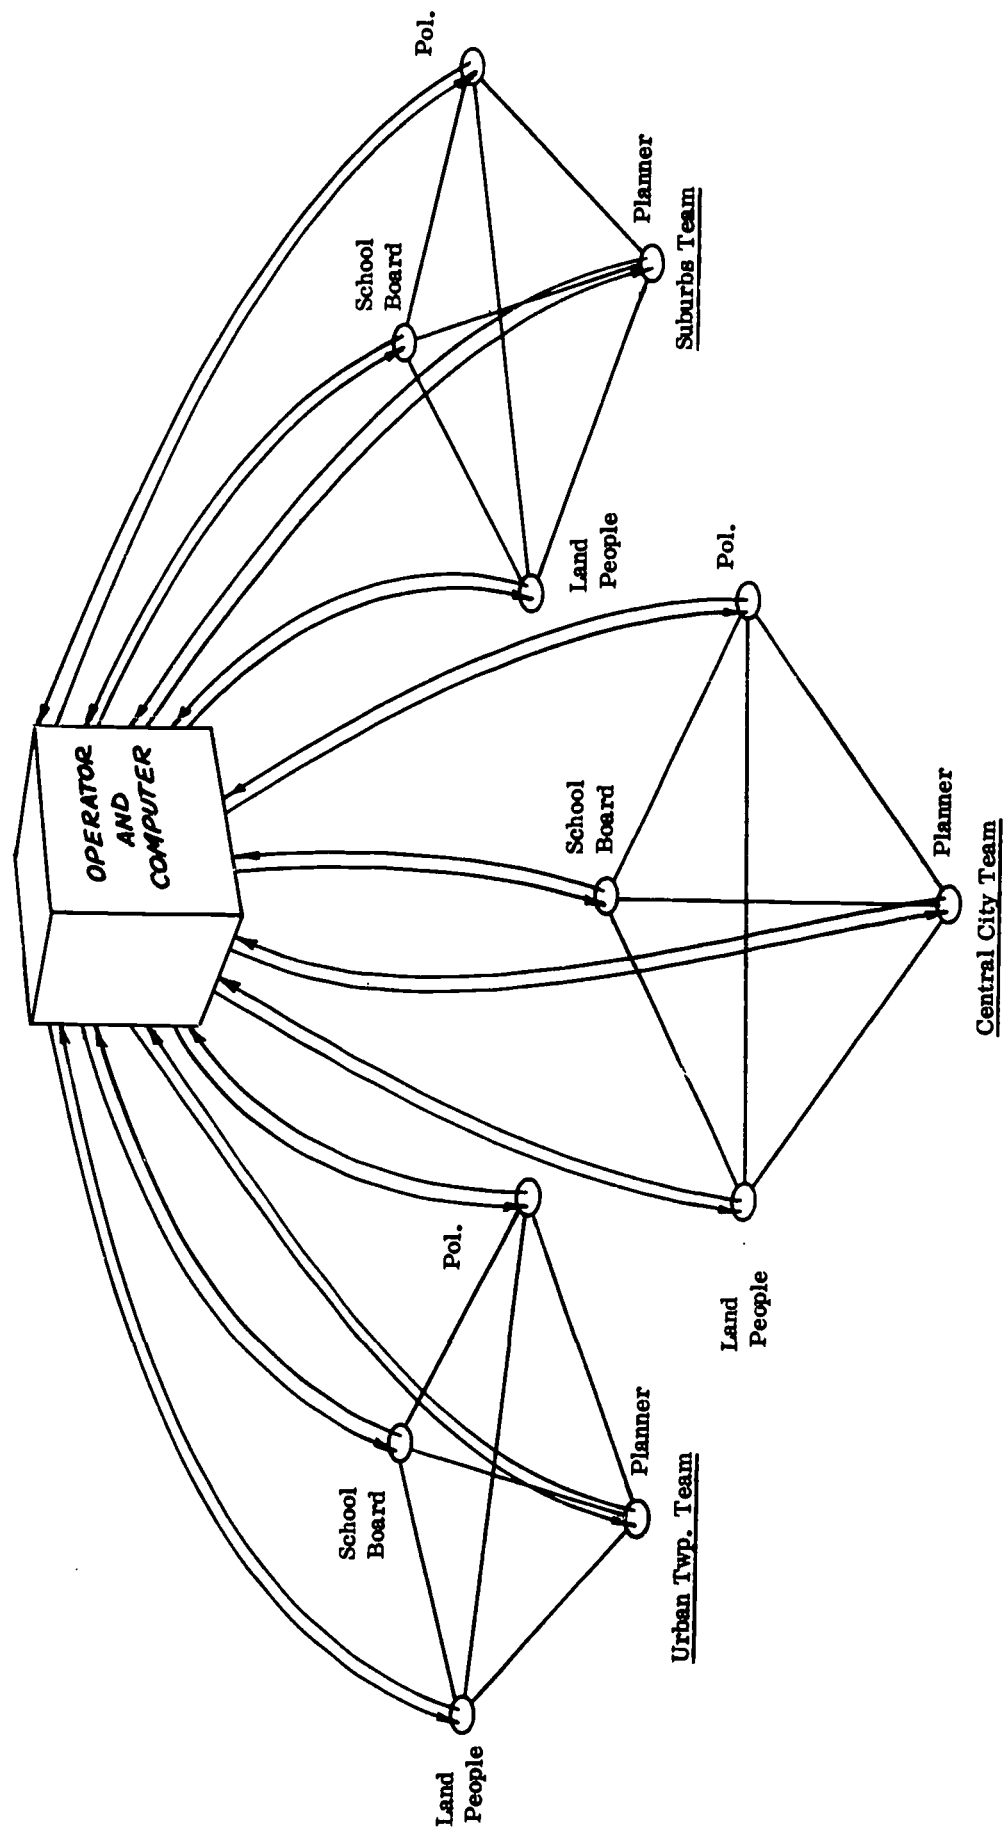 OPERATOR
AND
COMPUTER
Land
People
School
Board
Pol.
Planner
Urban Twp. Team
Land
People
School
Board
Pol.
Planner
Central City Team
Land
People
School
Board
Pol.
Planner
Suburbs Team